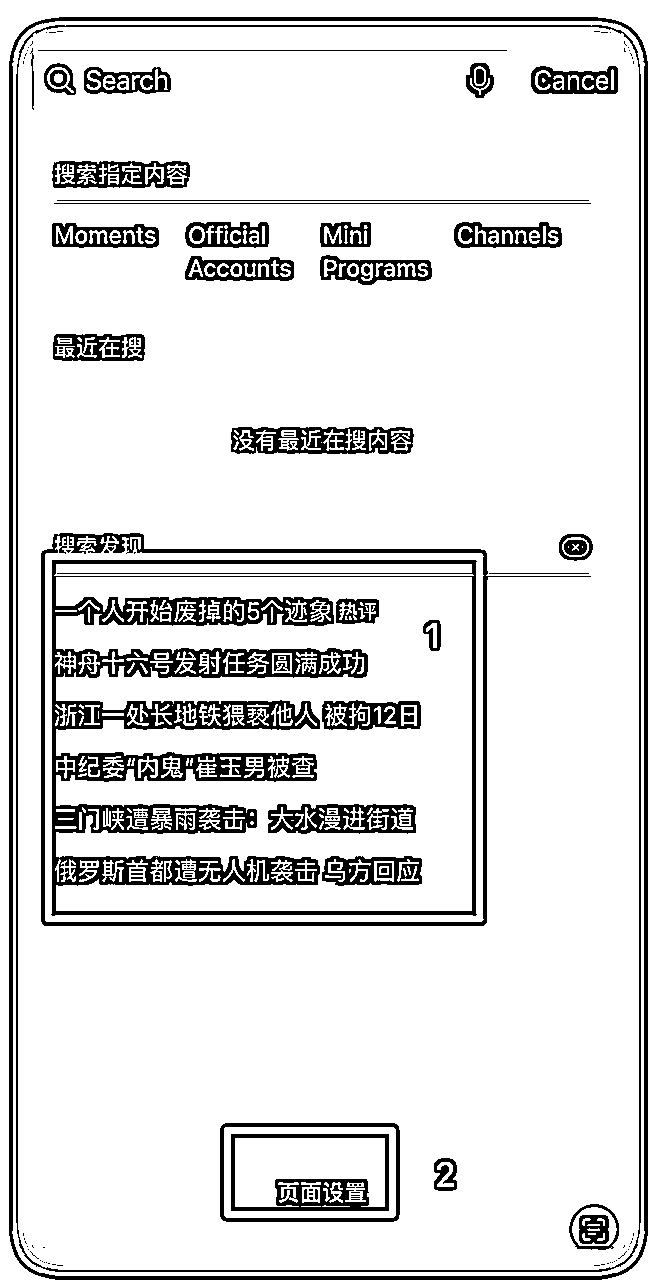 Search Cancel
搜索指定内容
Moments Official Accounts Mini Programs Channels
最近在搜
没有最近在搜内容
搜索发现
一个人开始废掉的5个迹象 热评
1
神舟十六号发射任务圆满成功
浙江一处长地铁猥亵他人 被拘12日
中纪委“内鬼“崔玉男被查
三门峡遭暴雨袭击：大水漫进街道
俄罗斯首都遭无人机袭击 乌方回应
2
页面设置